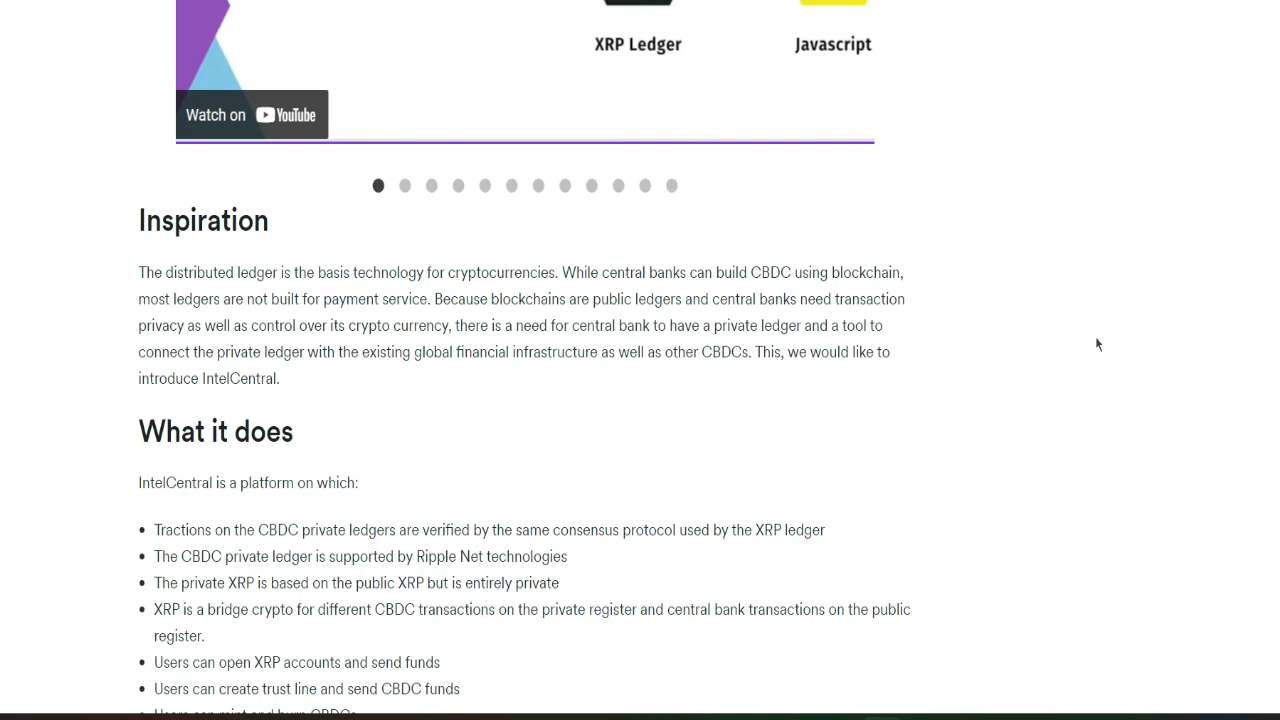 XRP Ledger
Javascript
Watch on YouTube
Inspiration
The distributed ledger is the basis technology for cryptocurrencies. While central banks can build CBDC using blockchain,
most ledgers are not built for payment service. Because blockchains are public ledgers and central banks need transaction
privacy as well as control over its crypto currency, there is a need for central bank to have a private ledger and a tool to
connect the private ledger with the existing global financial infrastructure as well as other CBDCs. This, we would like to
introduce IntelCentral.
What it does
IntelCentral is a platform on which:
• Tractions on the CBDC private ledgers are verified by the same consensus protocol used by the XRP ledger
• The CBDC private ledger is supported by Ripple Net technologies
• The private XRP is based on the public XRP but is entirely private
• XRP is a bridge crypto for different CBDC transactions on the private register and central bank transactions on the public
register.
• Users can open XRP accounts and send funds
• Users can create trust line and send CBDC funds
• Users can mint and burn CBDCs